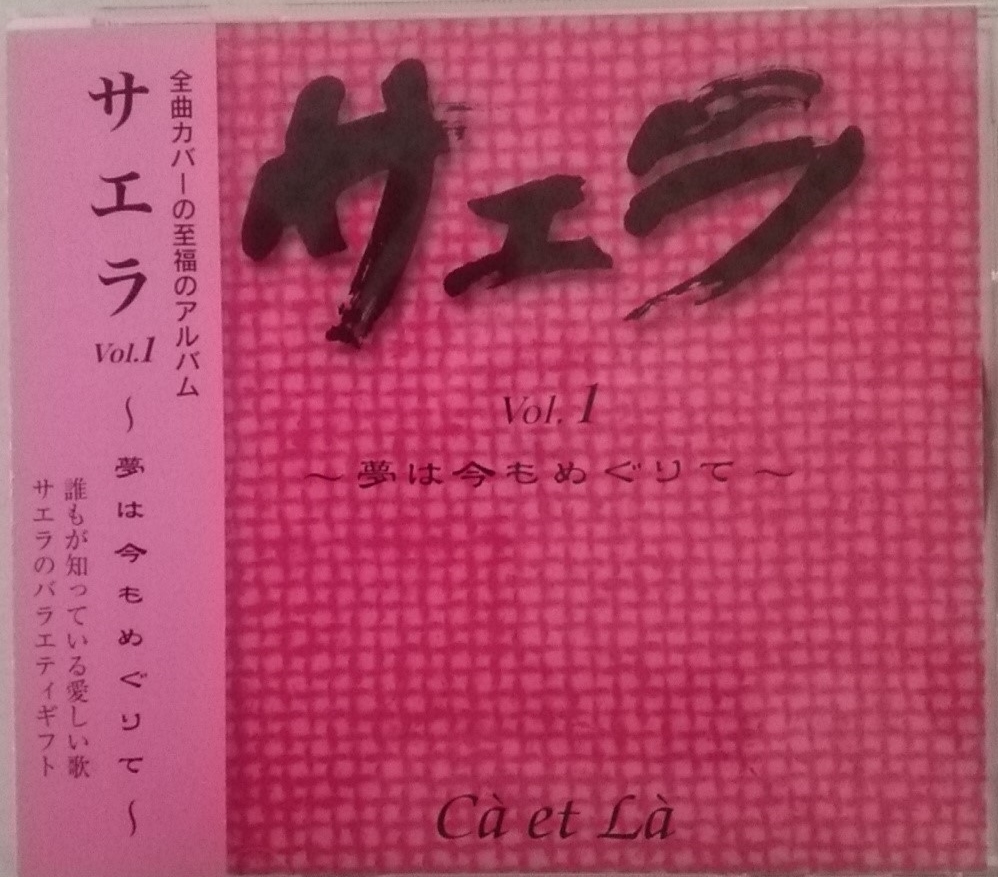 全曲カバーの至福のアルバム
サエラ
Vol.1
～夢は今もめぐりて～
誰もが知っている愛しい歌
サエラのバラエティギフト
サエラ
Vol. 1
～夢は今もめぐりて～
Cà et Là